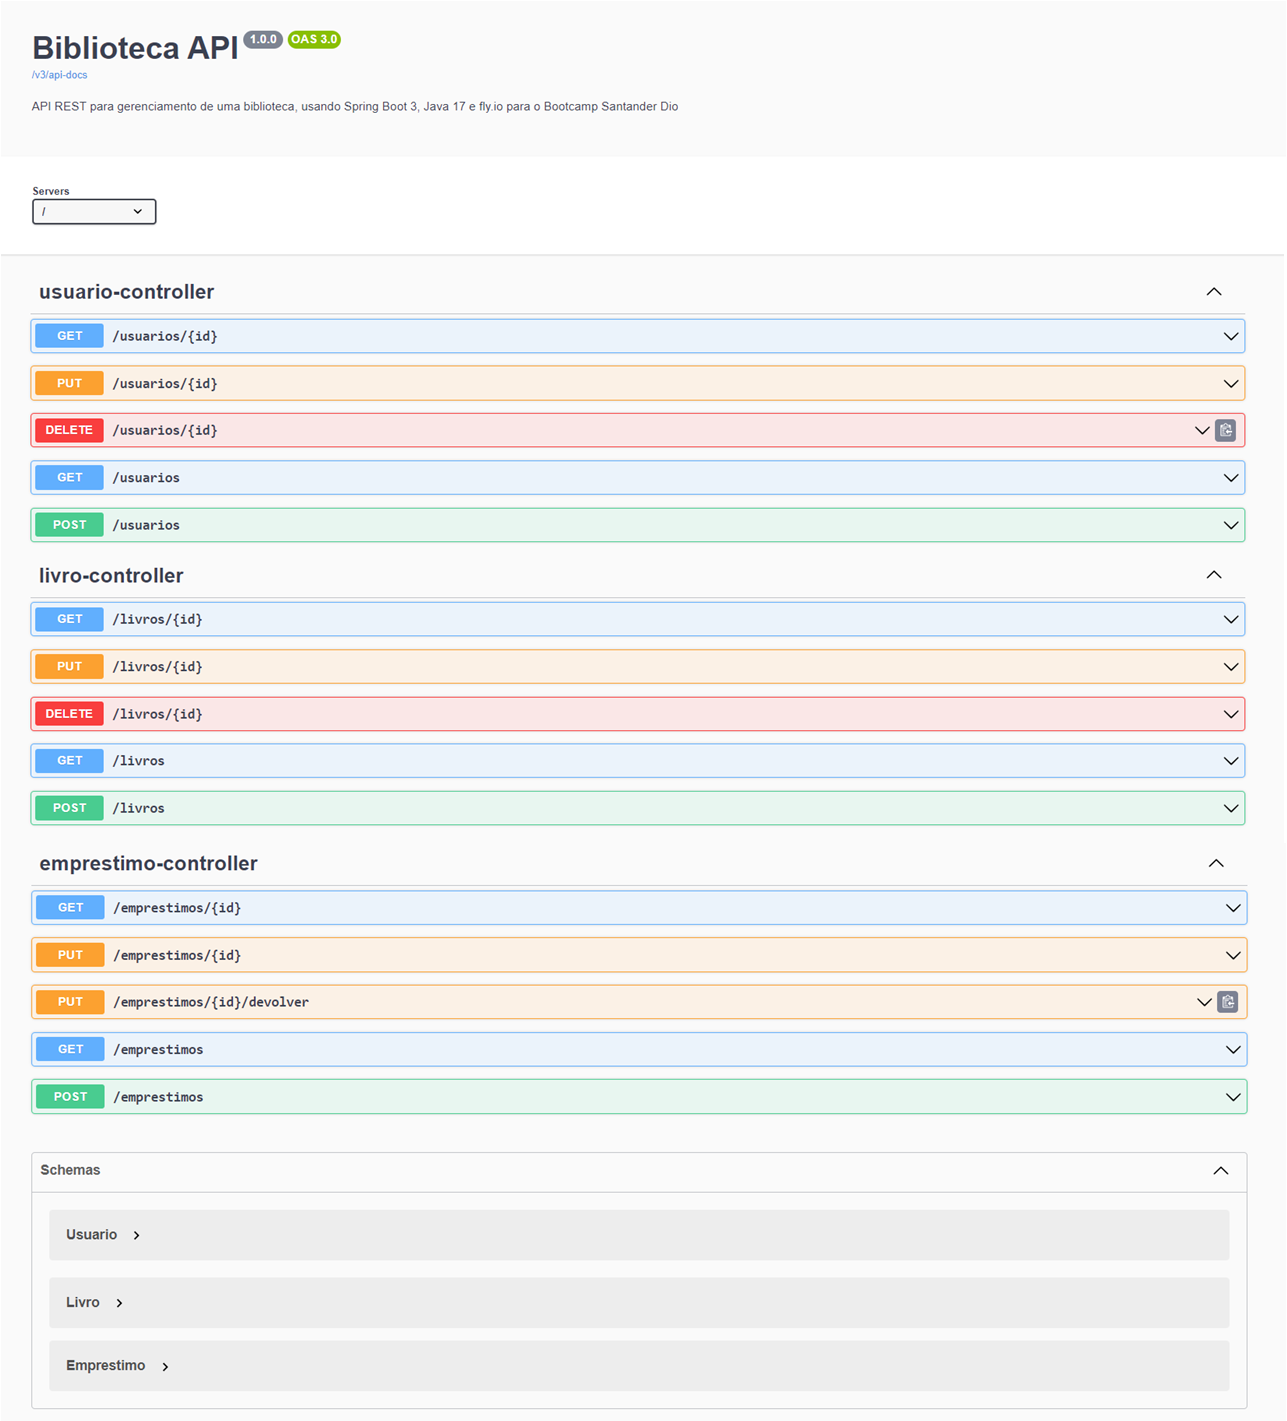 Biblioteca API 1.0.0 OAS 3.0
/v3/api-docs
API REST para gerenciamento de uma biblioteca, usando Spring Boot 3, Java 17 e fly.io para o Bootcamp Santander Dio
Servers
/
usuario-controller
GET /usuarios/{id}
PUT /usuarios/{id}
DELETE /usuarios/{id}
GET /usuarios
POST /usuarios
livro-controller
GET /livros/{id}
PUT /livros/{id}
DELETE /livros/{id}
GET /livros
POST /livros
emprestimo-controller
GET /emprestimos/{id}
PUT /emprestimos/{id}
PUT /emprestimos/{id}/devolver
GET /emprestimos
POST /emprestimos
Schemas
Usuario
Livro
Emprestimo